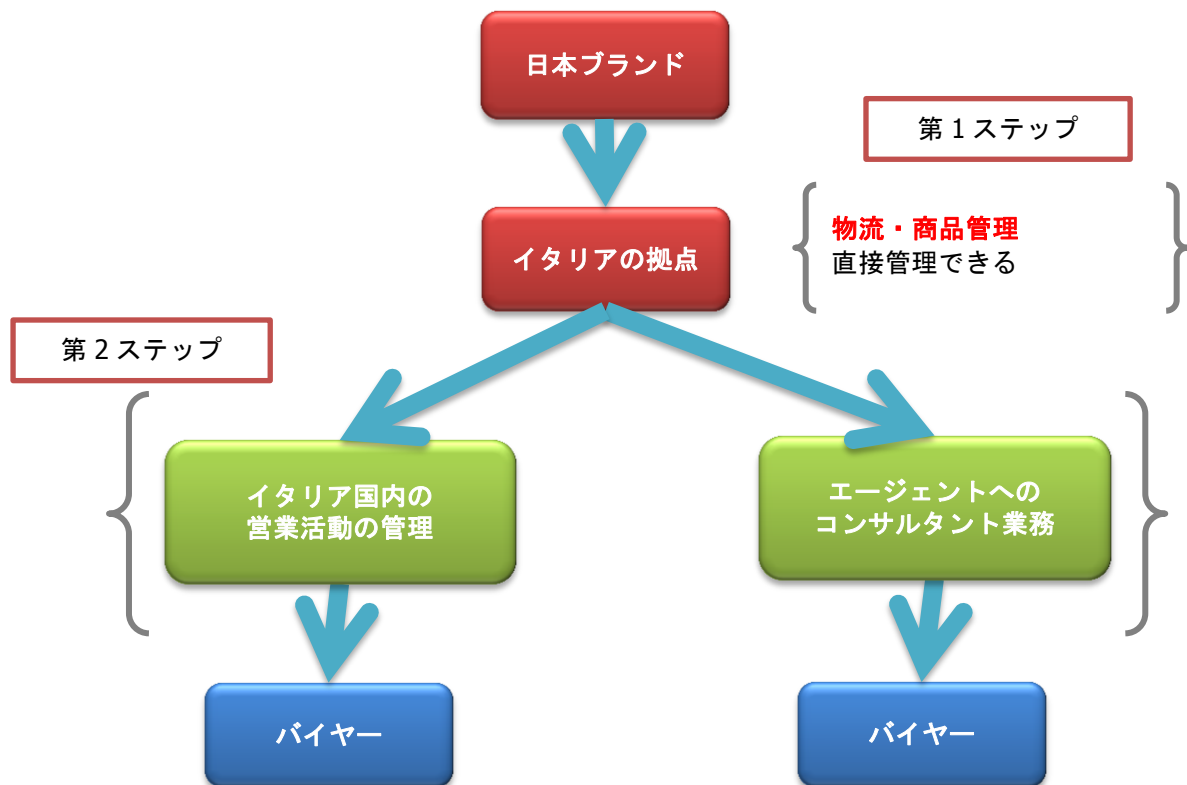 日本ブランド
第１ステップ
イタリアの拠点
物流・商品管理
直接管理できる
第２ステップ
イタリア国内の
営業活動の管理
エージェントへの
コンサルタント業務
バイヤー
バイヤー